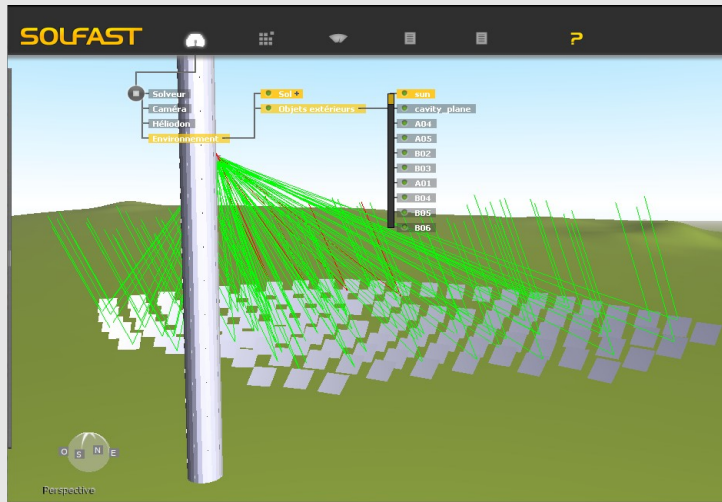 SOLFAST
?
Solveur
Caméra
Héliodon
Environnement
Sol +
Objets extérieurs
sun
cavity_plane
A04
A05
B02
B03
A01
B04
B05
B06
O S N E
Perspective